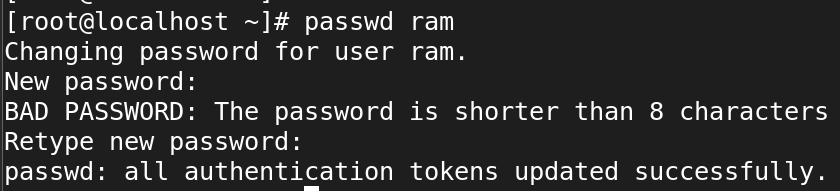 [root@localhost ~]# passwd ram
Changing password for user ram.
New password:
BAD PASSWORD: The password is shorter than 8 characters
Retype new password:
passwd: all authentication tokens updated successfully.